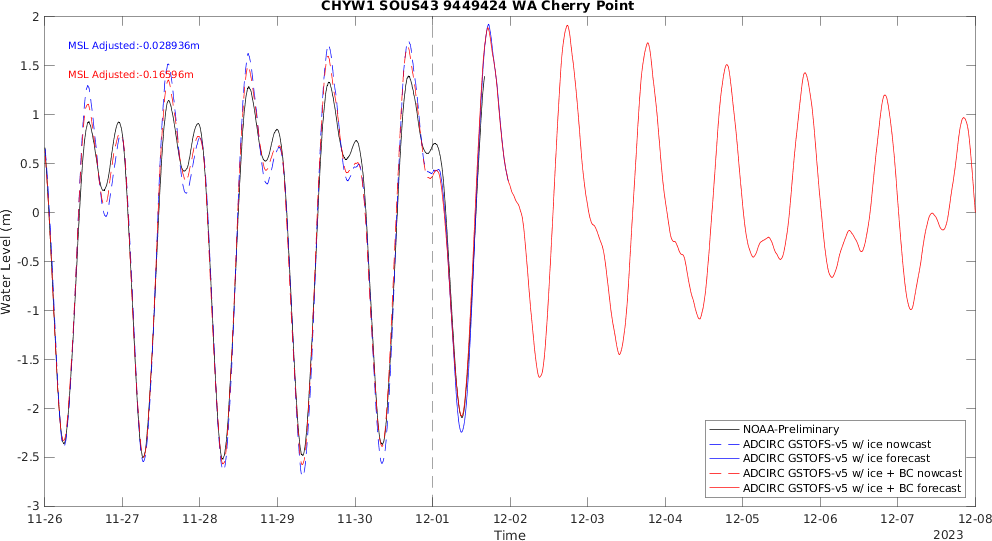 CHYW1 SOUS43 9449424 WA Cherry Point
MSL Adjusted:-0.028936m
MSL Adjusted:-0.16596m
Water Level (m)
2
1.5
1
0.5
0
-0.5
-1
-1.5
-2
-2.5
-3
NOAA-Preliminary
ADCIRC GSTOFS-v5 w/ ice nowcast
ADCIRC GSTOFS-v5 w/ ice forecast
ADCIRC GSTOFS-v5 w/ ice + BC nowcast
ADCIRC GSTOFS-v5 w/ ice + BC forecast
11-26 11-27 11-28 11-29 11-30 12-01 12-02 12-03 12-04 12-05 12-06 12-07 12-08
Time
2023